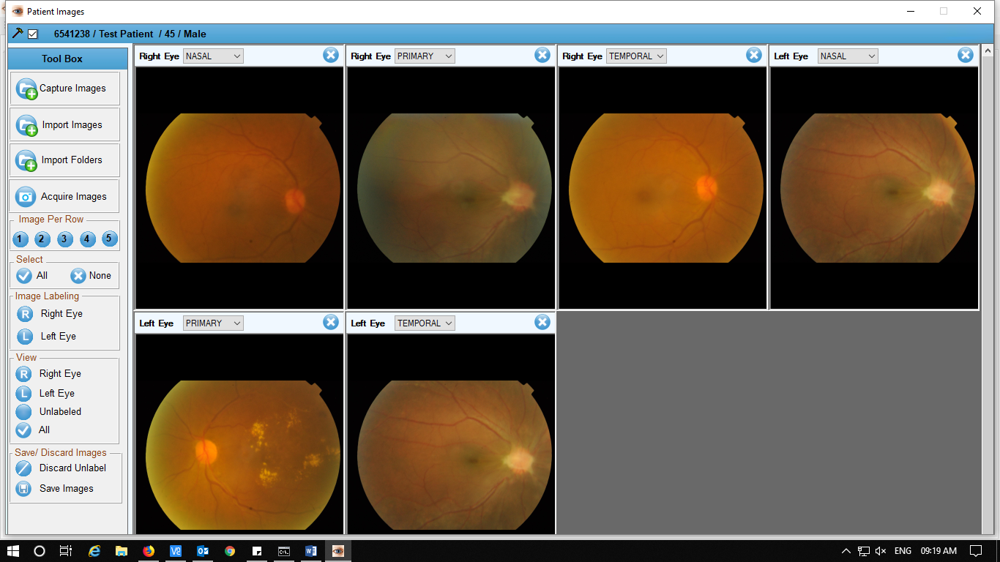 Patient Images
6541238 / Test Patient / 45 / Male
Tool Box
Capture Images
Import Images
Import Folders
Acquire Images
Image Per Row
1 2 3 4 5
Select
All None
Image Labeling
R Right Eye
L Left Eye
View
R Right Eye
L Left Eye
Unlabeled
All
Save/ Discard Images
Discard Unlabel
Save Images
Right Eye NASAL
Right Eye PRIMARY
Right Eye TEMPORAL
Left Eye NASAL
Left Eye PRIMARY
Left Eye TEMPORAL
ENG 09:19 AM